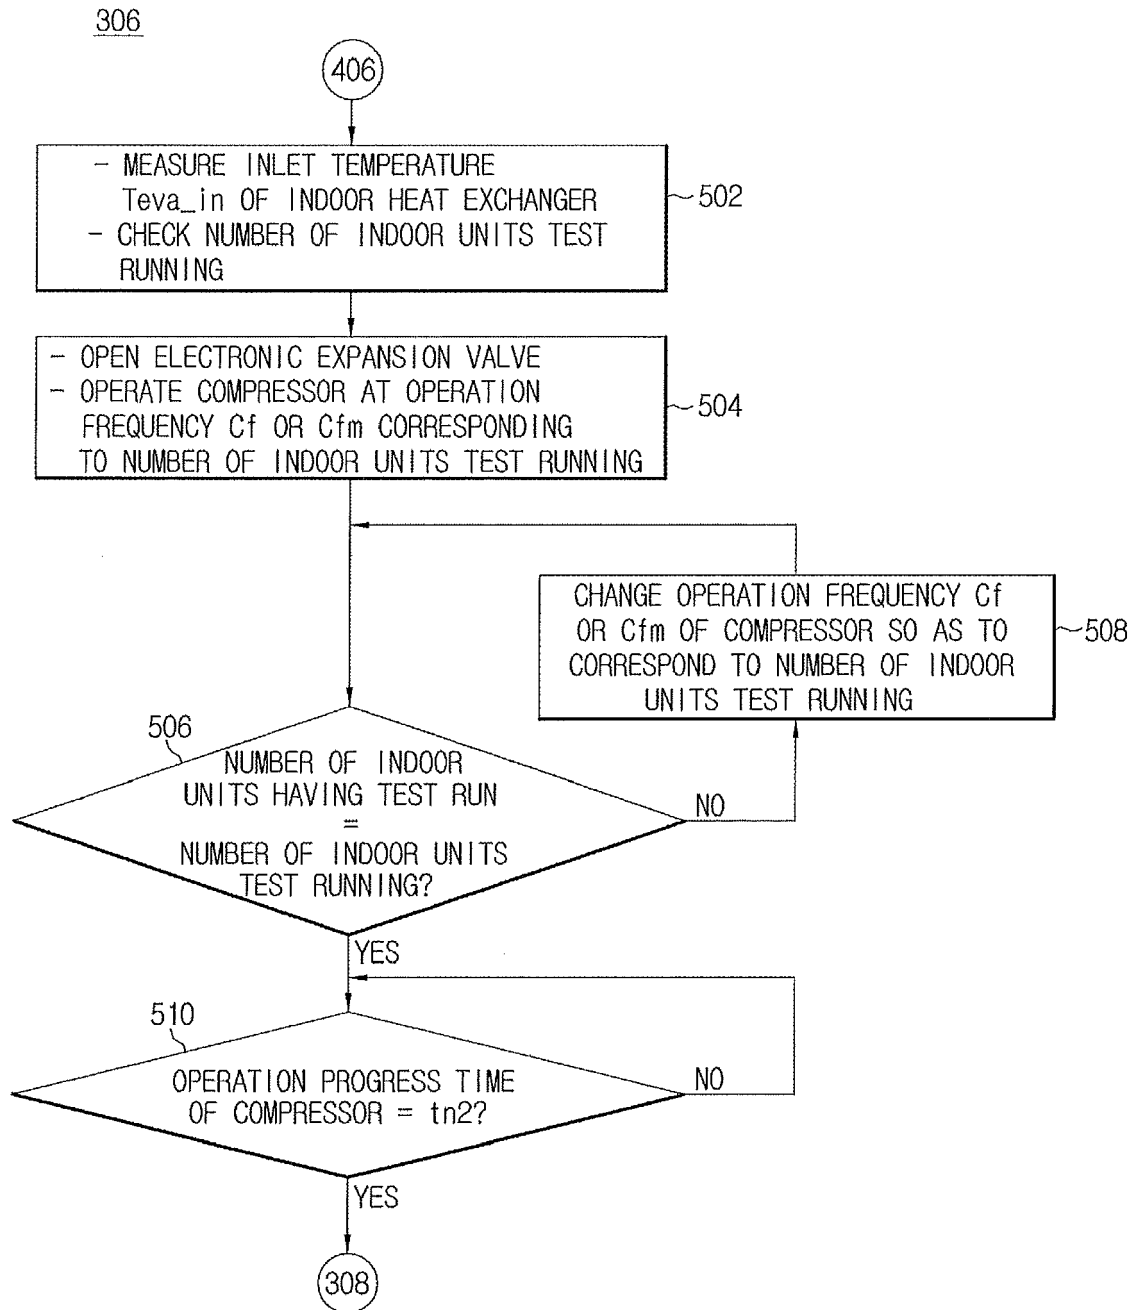 306
406
- MEASURE INLET TEMPERATURE
Teva_in OF INDOOR HEAT EXCHANGER
- CHECK NUMBER OF INDOOR UNITS TEST
RUNNING
502
- OPEN ELECTRONIC EXPANSION VALVE
- OPERATE COMPRESSOR AT OPERATION
FREQUENCY Cf OR Cfm CORRESPONDING
TO NUMBER OF INDOOR UNITS TEST RUNNING
504
CHANGE OPERATION FREQUENCY Cf
OR Cfm OF COMPRESSOR SO AS TO
CORRESPOND TO NUMBER OF INDOOR
UNITS TEST RUNNING
508
506
NUMBER OF INDOOR
UNITS HAVING TEST RUN
=
NUMBER OF INDOOR UNITS
TEST RUNNING?
NO
YES
510
OPERATION PROGRESS TIME
OF COMPRESSOR = tn2?
NO
YES
308